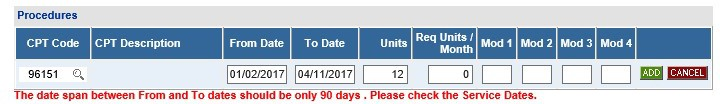 Procedures
CPT Code CPT Description From Date To Date Units Req Units / Month Mod 1 Mod 2 Mod 3 Mod 4
96151 01/02/2017 04/11/2017 12 0 ADD CANCEL
The date span between From and To dates should be only 90 days . Please check the Service Dates.